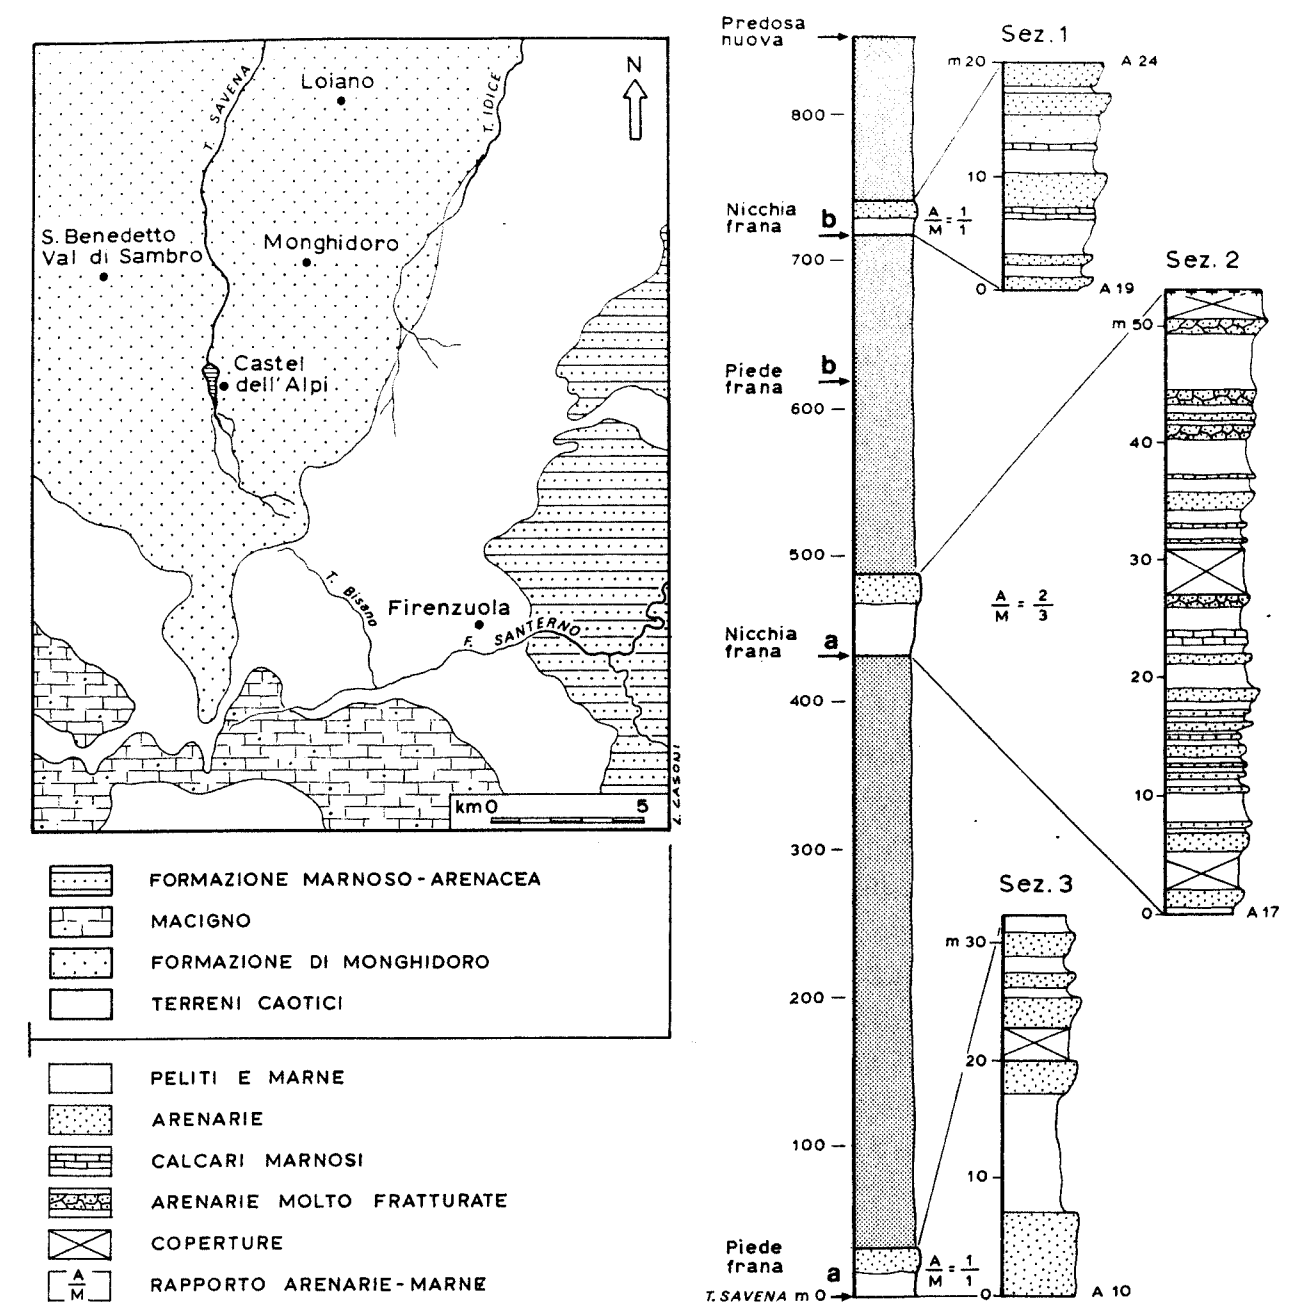 Loiano
T. SAVENA
T. IDICE
N
S. Benedetto
Val di Sambro
Monghidoro
Castel
dell'Alpi
T. Bisano
Firenzuola
F. SANTERNO
km 0 5
L. CASONI
FORMAZIONE MARNOSO-ARENACEA
MACIGNO
FORMAZIONE DI MONGHIDORO
TERRENI CAOTICI
PELITI E MARNE
ARENARIE
CALCARI MARNOSI
ARENARIE MOLTO FRATTURATE
COPERTURE
A
M
RAPPORTO ARENARIE-MARNE
Predosa
nuova
800
Nicchia
frana
b
A/M = 1/1
700
Piede
frana
b
600
500
A/M = 2/3
Nicchia
frana
a
400
300
200
100
Piede
frana
a
A/M = 1/1
T. SAVENA m 0
Sez. 1
m 20
A 24
10
0
A 19
Sez. 2
m 50
40
30
20
10
0
A 17
Sez. 3
m 30
20
10
0
A 10